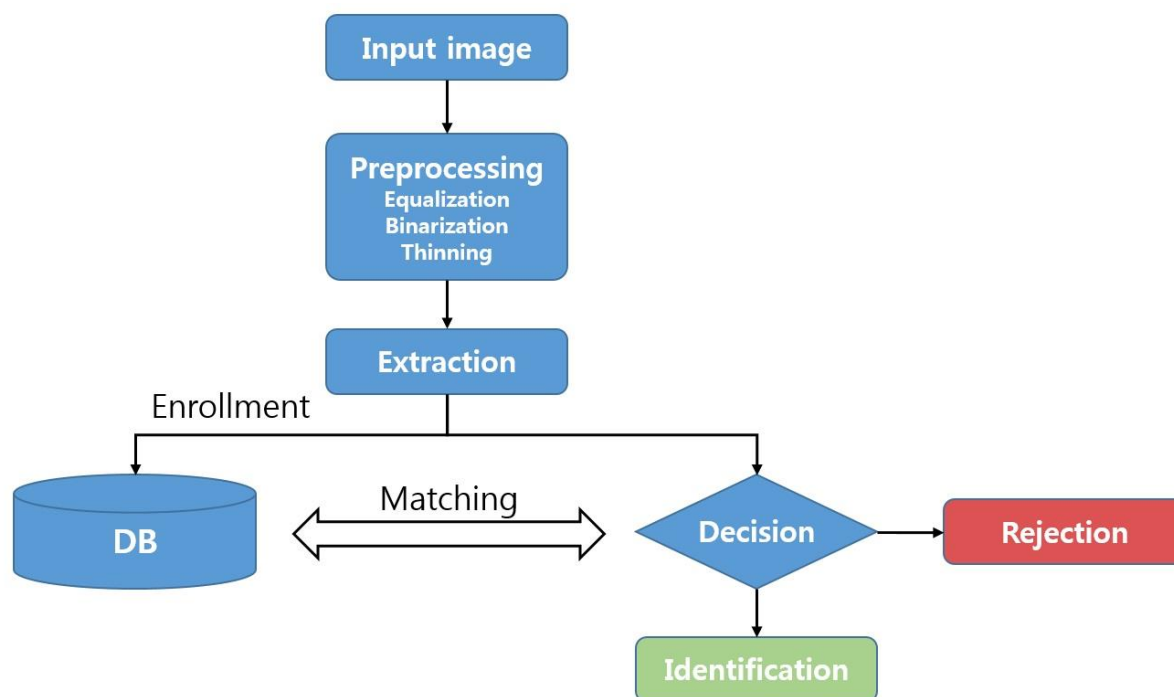 Input image
Preprocessing
Equalization
Binarization
Thinning
Extraction
Enrollment
DB
Matching
Decision
Rejection
Identification